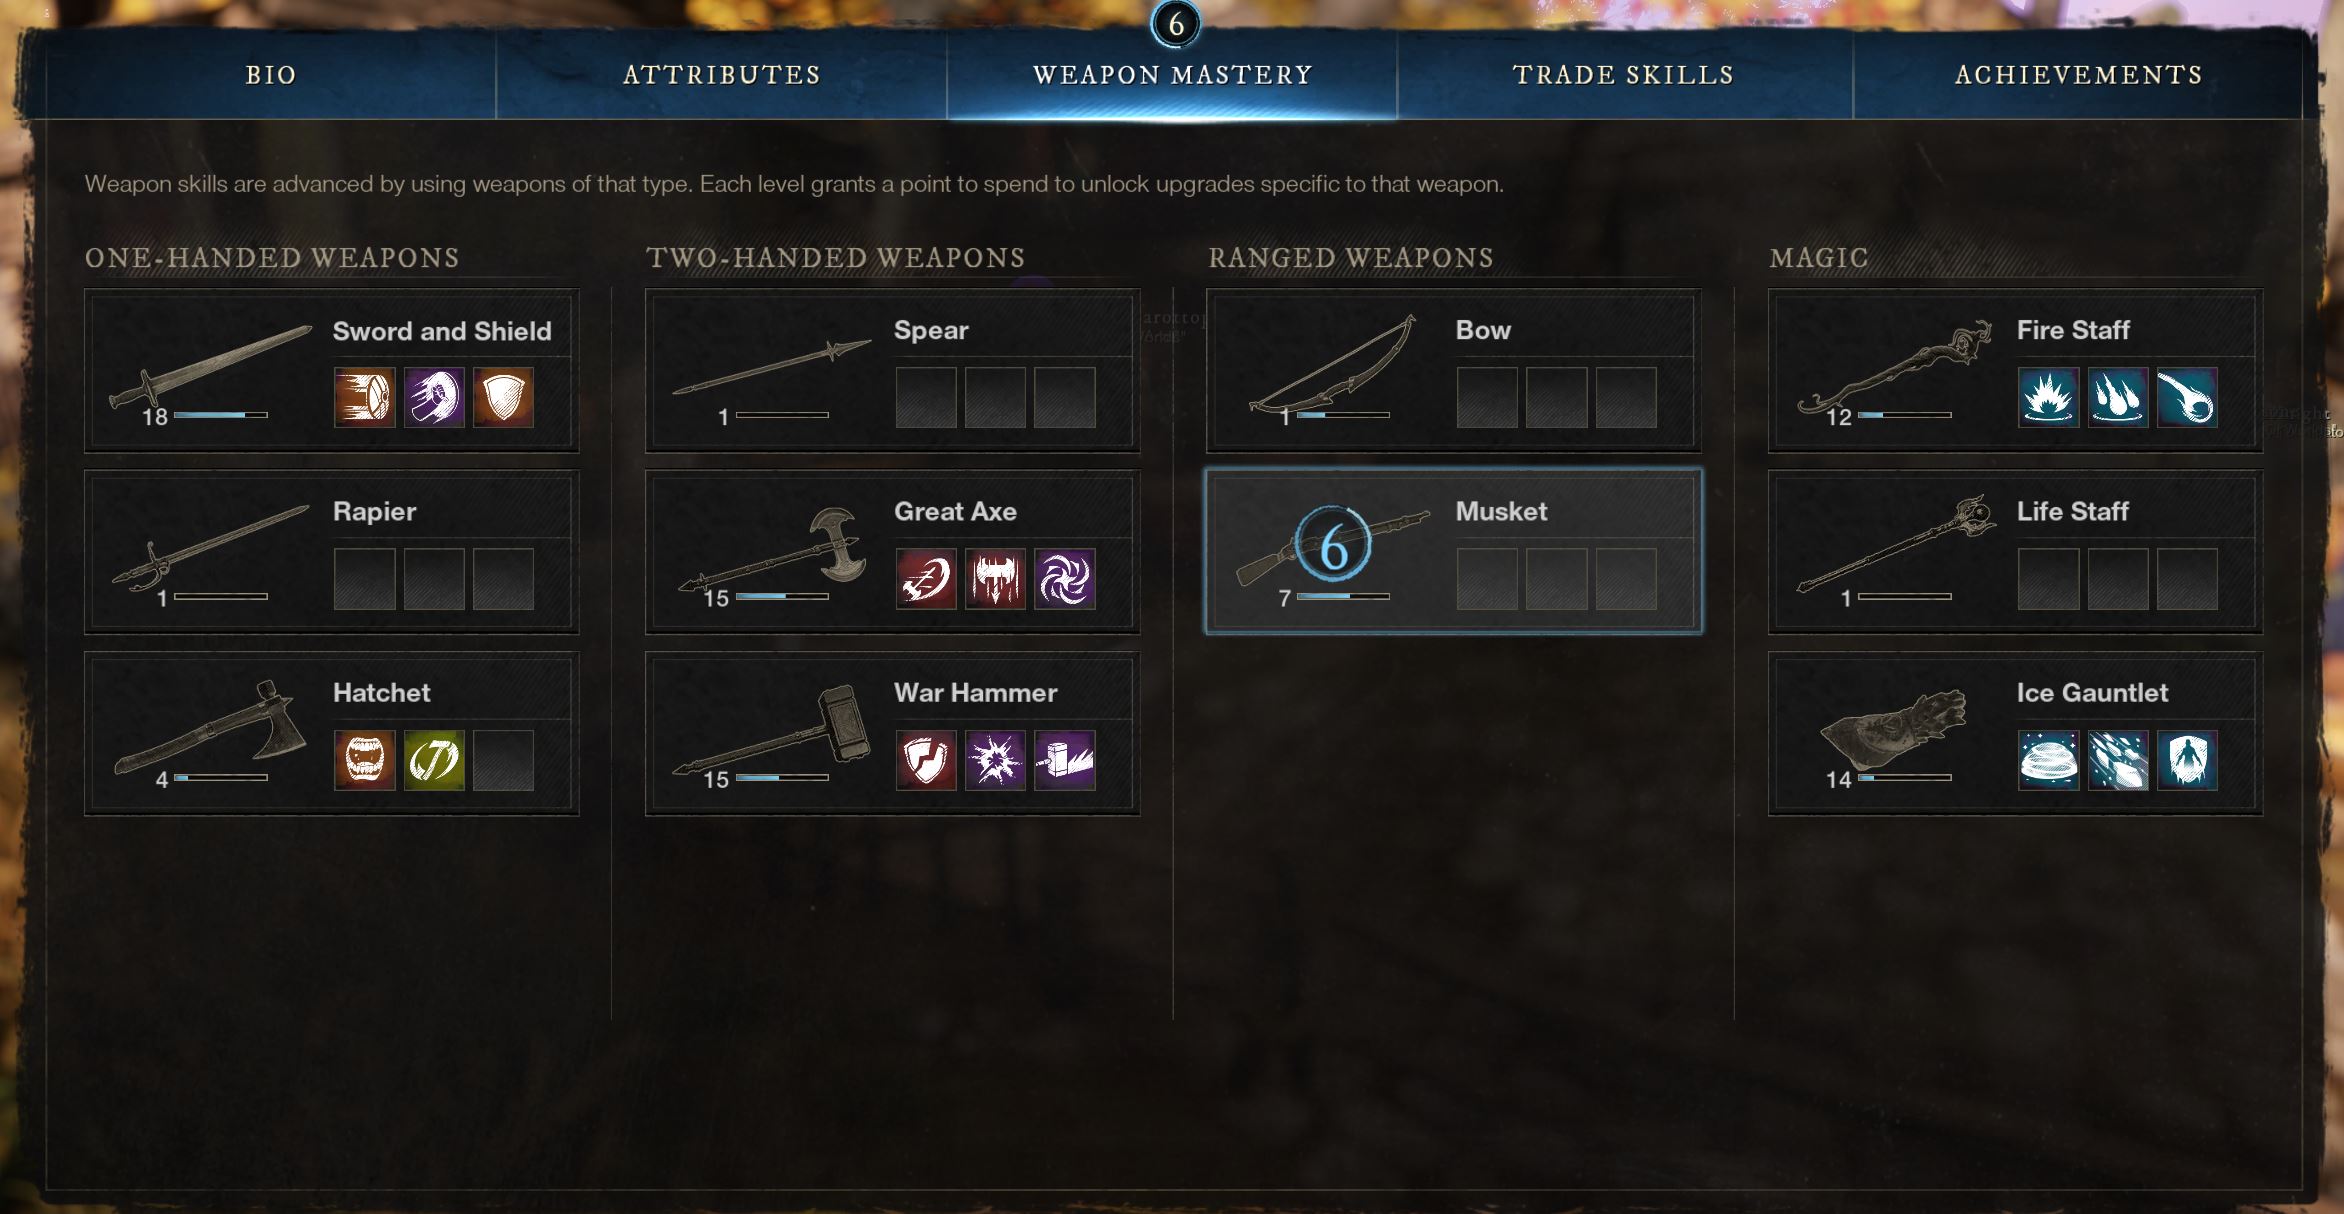 6
BIO
ATTRIBUTES
WEAPON MASTERY
TRADE SKILLS
ACHIEVEMENTS
Weapon skills are advanced by using weapons of that type. Each level grants a point to spend to unlock upgrades specific to that weapon.
ONE-HANDED WEAPONS
Sword and Shield
18
Rapier
1
Hatchet
4
TWO-HANDED WEAPONS
Spear
1
Great Axe
15
War Hammer
15
RANGED WEAPONS
Bow
1
Musket
6
7
MAGIC
Fire Staff
12
Life Staff
1
Ice Gauntlet
14